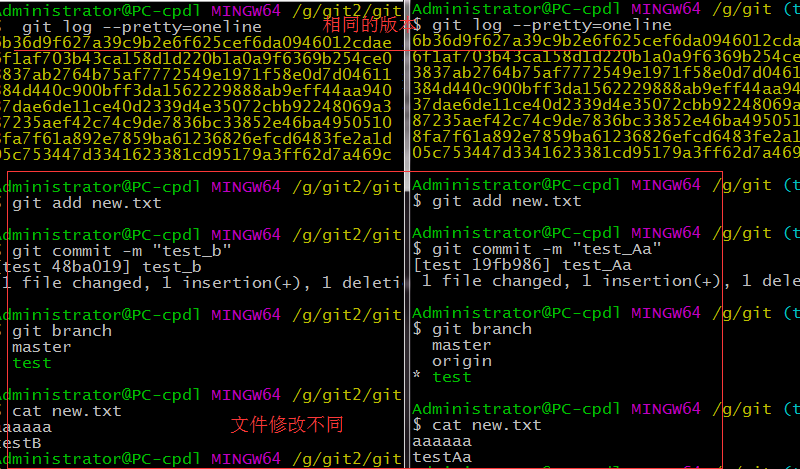 $ git log --pretty=oneline
相同的版本
6b36d9f627a39c9b2e6f625cef6da0946012cdae
6f1af703b43ca158d1d220b1a0a9f6369b254ce0
3837ab2764b75af7772549e1971f58e0d7d04611
384d440c900bff3da1562229888ab9eff44aa940
37dae6de11ce40d2339d4e35072cbb92248069a3
87235aef42c74c9de7836bc33852e46ba4950510
8fa7f61a892e7859ba61236826efcd6483fe2a1d
05c753447d3341623381cd95179a3ff62d7a469c
Administrator@PC-cpdl MINGW64 /g/git2/git
$ git add new.txt
Administrator@PC-cpdl MINGW64 /g/git2/git
$ git commit -m "test_b"
[test 48ba019] test_b
1 file changed, 1 insertion(+), 1 deleti
Administrator@PC-cpdl MINGW64 /g/git2/git
$ git branch
master
test
Administrator@PC-cpdl MINGW64 /g/git2/git
$ cat new.txt
aaaaaa
testB
文件修改不同
Administrator@PC-cpdl MINGW64 /g/git2/git
$ git log --pretty=oneline
6b36d9f627a39c9b2e6f625cef6da0946012cdae
6f1af703b43ca158d1d220b1a0a9f6369b254ce
3837ab2764b75af7772549e1971f58e0d7d0461
384d440c900bff3da1562229888ab9eff44aa94
37dae6de11ce40d2339d4e35072cbb92248069a
87235aef42c74c9de7836bc33852e46ba495051
8fa7f61a892e7859ba61236826efcd6483fe2a1
05c753447d3341623381cd95179a3ff62d7a469
Administrator@PC-cpdl MINGW64 /g/git (t
$ git add new.txt
Administrator@PC-cpdl MINGW64 /g/git (t
$ git commit -m "test_Aa"
[test 19fb986] test_Aa
1 file changed, 1 insertion(+), 1 dele
Administrator@PC-cpdl MINGW64 /g/git (t
$ git branch
master
origin
* test
Administrator@PC-cpdl MINGW64 /g/git (t
$ cat new.txt
aaaaaa
testAa